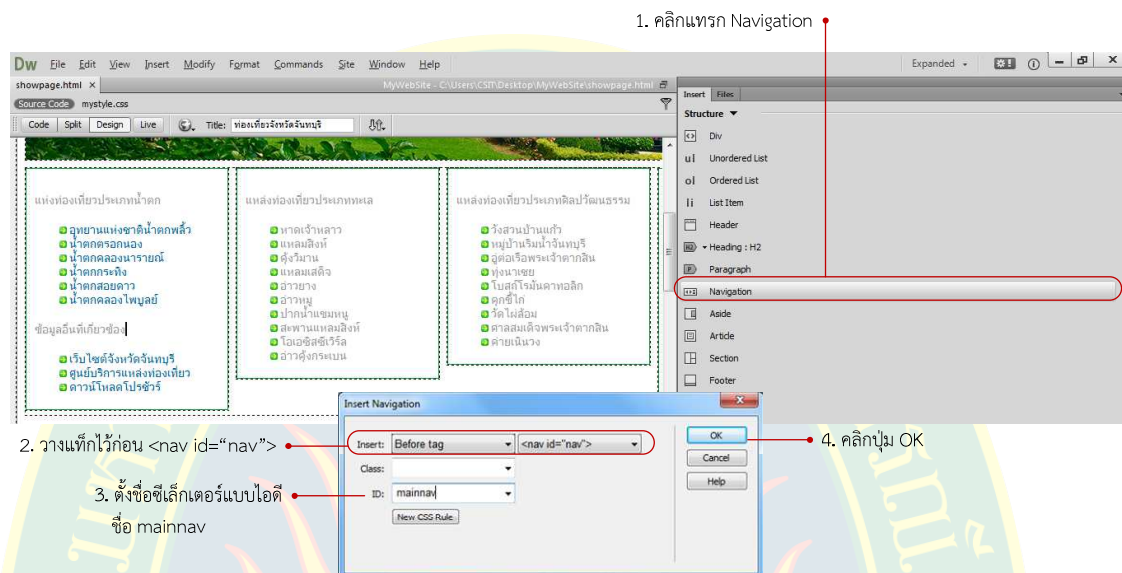 1. คลิกแทรก Navigation
Dw File Edit View Insert Modify Format Commands Site Window Help Expanded
showpage.html × MyWebSite - C:\Users\CSIT\Desktop\MyWebSite\showpage.html
Source Code mystyle.css
Code Split Design Live Title: ท่องเที่ยวจังหวัดจันทบุรี
Insert Files
Structure
Div
ul Unordered List
ol Ordered List
li List Item
Header
H2 Heading : H2
P Paragraph
Navigation
Aside
Article
Section
Footer
แห่งท่องเที่ยวประเภทน้ำตก
อุทยานแห่งชาติน้ำตกพลิ้ว
น้ำตกตรอกนอง
น้ำตกคลองนารายณ์
น้ำตกกระทิง
น้ำตกสอยดาว
น้ำตกคลองไพบูลย์
ข้อมูลอื่นที่เกี่ยวข้อง
เว็บไซต์จังหวัดจันทบุรี
ศูนย์บริการแหล่งท่องเที่ยว
ดาวน์โหลดโปรชัวร์
แหล่งท่องเที่ยวประเภททะเล
หาดเจ้าหลาว
แหลมสิงห์
คุ้งวิมาน
แหลมเสด็จ
อ่าวยาง
อ่าวหมู
ปากน้ำแขมหนู
สะพานแหลมสิงห์
โอเอซิสซีเวิร์ล
อ่าวคุ้งกระเบน
แหล่งท่องเที่ยวประเภทศิลปวัฒนธรรม
วังสวนบ้านแก้ว
หมู่บ้านริมน้ำจันทบุรี
อู่ต่อเรือพระเจ้าตากสิน
ทุ่งนาเชย
โบสถ์โรมันคาทอลิก
คุกขี้ไก่
วัดไผ่ล้อม
ศาลสมเด็จพระเจ้าตากสิน
ค่ายเนินวง
Insert Navigation
Insert: Before tag <nav id="nav">
Class:
ID: mainnav
New CSS Rule
OK
Cancel
Help
2. วางแท็กไว้ก่อน <nav id=“nav”>
3. ตั้งชื่อซีเล็กเตอร์แบบไอดี
ชื่อ mainnav
4. คลิกปุ่ม OK